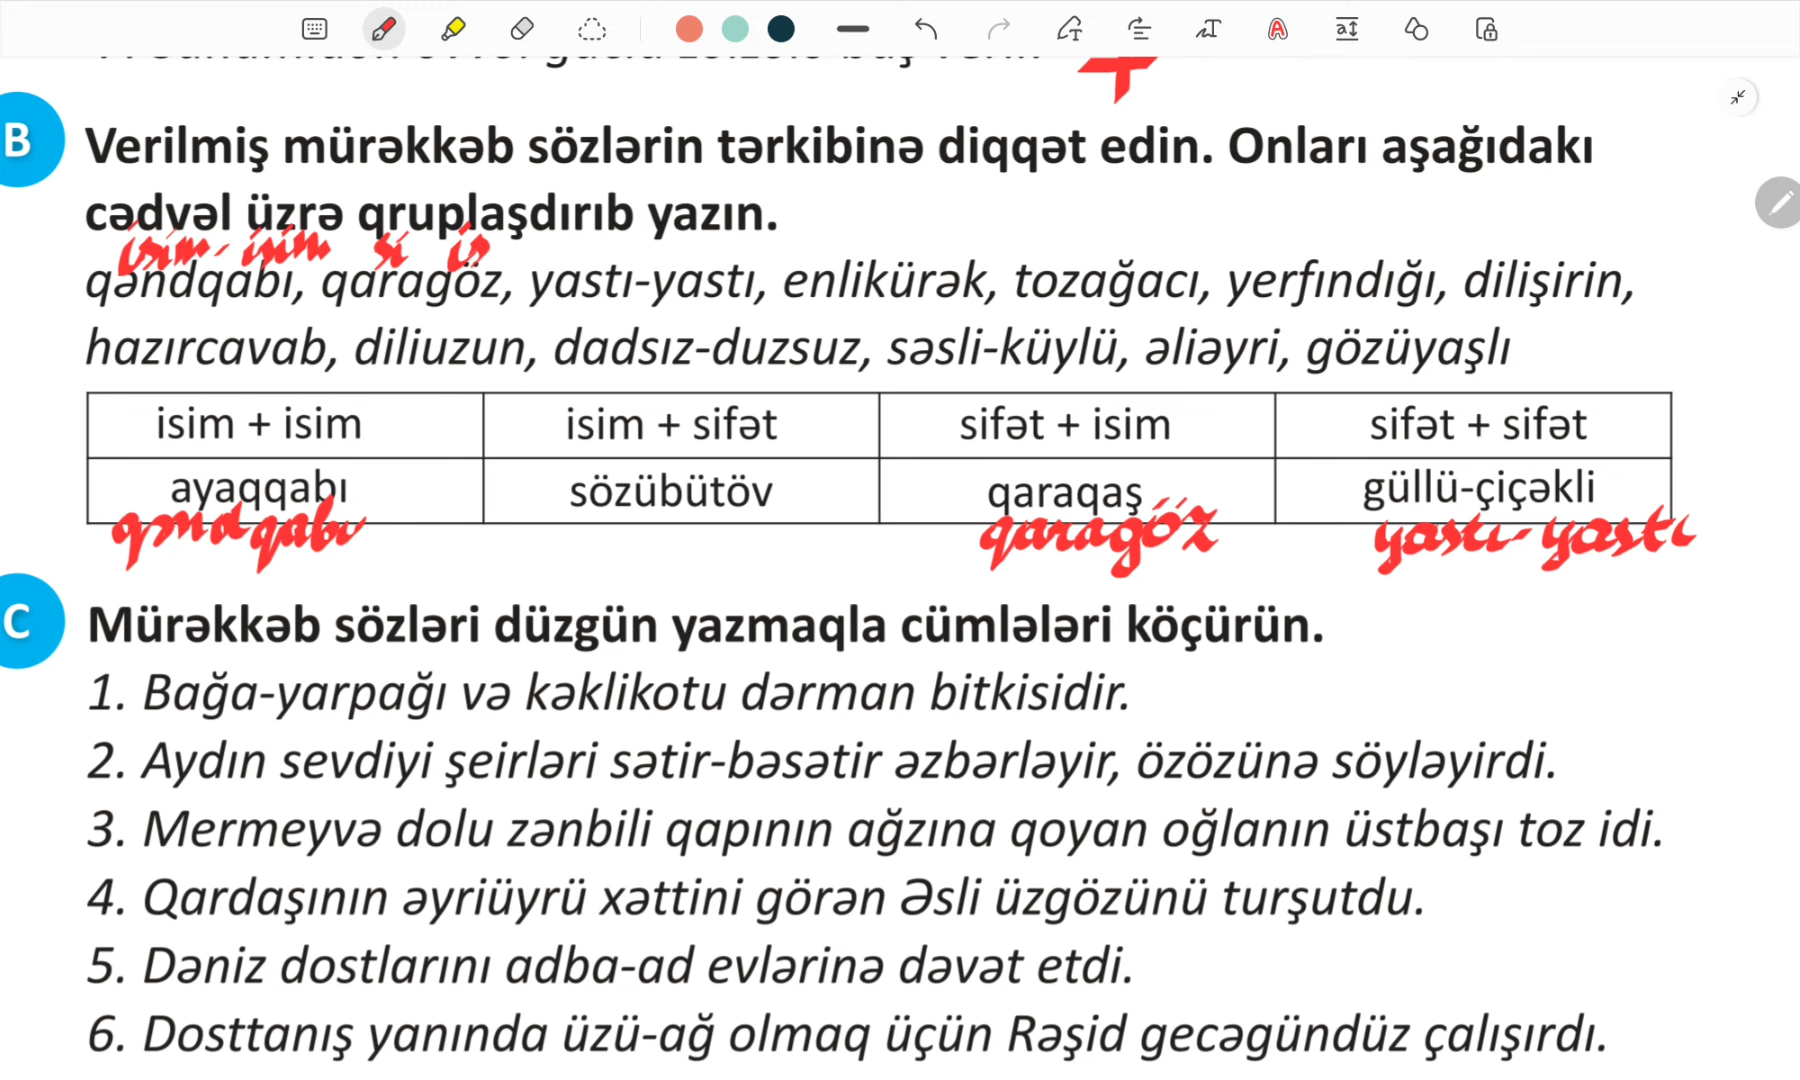 B
Verilmiş mürəkkəb sözlərin tərkibinə diqqət edin. Onları aşağıdakı
cədvəl üzrə qruplaşdırıb yazın.
isim - isim si is
qəndqabı, qaragöz, yastı-yastı, enlikürək, tozağacı, yerfındığı, dilişirin,
hazırcavab, diliuzun, dadsız-duzsuz, səsli-küylü, əliəyri, gözüyaşlı
isim + isim isim + sifət sifət + isim sifət + sifət
ayaqqabı sözübütöv qaraqaş güllü-çiçəkli
qəndqabı qaragöz yastı-yastı
C
Mürəkkəb sözləri düzgün yazmaqla cümlələri köçürün.
1. Bağa-yarpağı və kəklikotu dərman bitkisidir.
2. Aydın sevdiyi şeirləri sətir-bəsətir əzbərləyir, özözünə söyləyirdi.
3. Mermeyvə dolu zənbili qapının ağzına qoyan oğlanın üstbaşı toz idi.
4. Qardaşının əyriüyrü xəttini görən Əsli üzgözünü turşutdu.
5. Dəniz dostlarını adba-ad evlərinə dəvət etdi.
6. Dosttanış yanında üzü-ağ olmaq üçün Rəşid gecəgündüz çalışırdı.